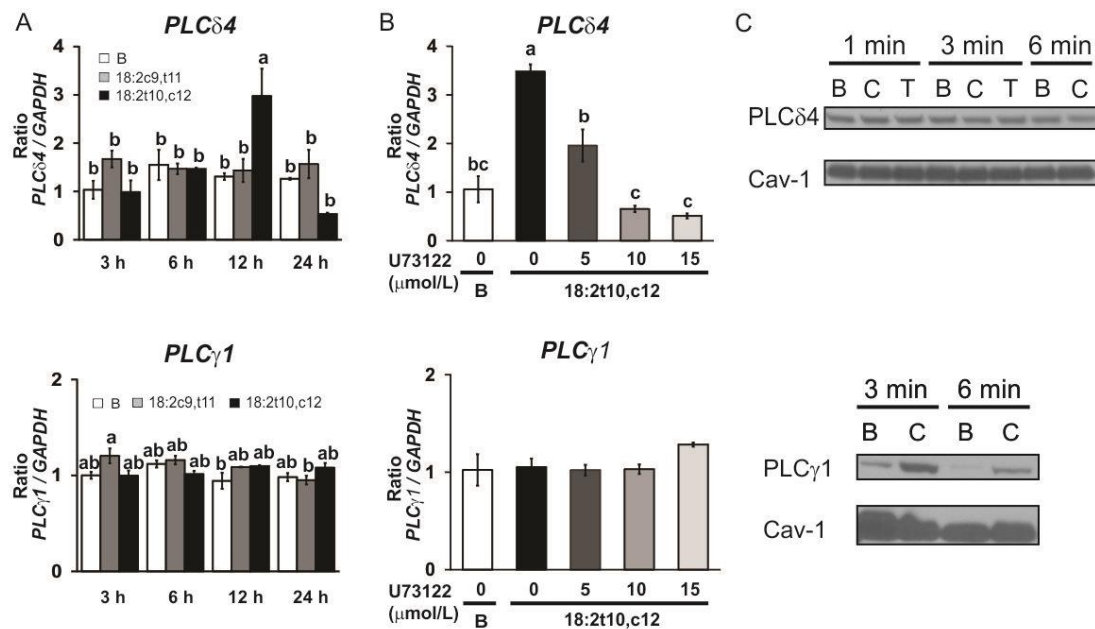 A
PLCδ4
Ratio
PLCδ4 / GAPDH
4
3
2
1
0
B
18:2c9,t11
18:2t10,c12
b b b b b b b b a b b b
3 h 6 h 12 h 24 h
B
PLCδ4
Ratio
PLCδ4 / GAPDH
4
3
2
1
0
bc a b c c
U73122 0 0 5 10 15
(μmol/L) B 18:2t10,c12
C
1 min 3 min 6 min
B C T B C T B C
PLCδ4
Cav-1
PLCγ1
Ratio
PLCγ1 / GAPDH
2
1
0
B 18:2c9,t11 18:2t10,c12
ab a ab ab ab ab b ab ab ab b ab
3 h 6 h 12 h 24 h
PLCγ1
Ratio
PLCγ1 / GAPDH
2
1
0
U73122 0 0 5 10 15
(μmol/L) B 18:2t10,c12
3 min 6 min
B C B C
PLCγ1
Cav-1